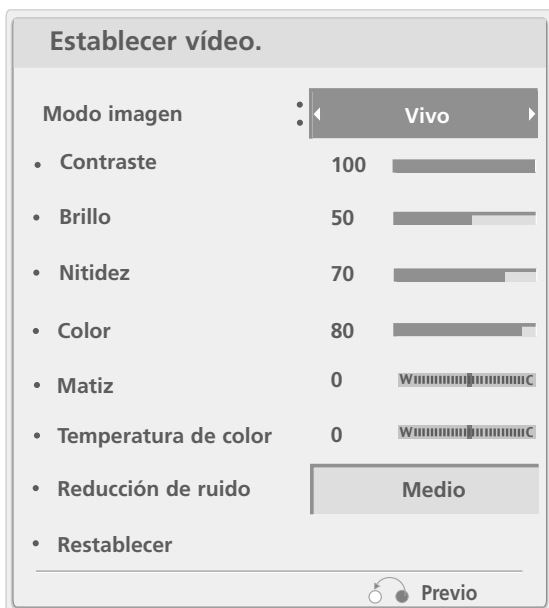 Establecer vídeo.
Modo imagen : Vivo
• Contraste 100
• Brillo 50
• Nitidez 70
• Color 80
• Matiz 0 W C
• Temperatura de color 0 W C
• Reducción de ruido Medio
• Restablecer
Previo